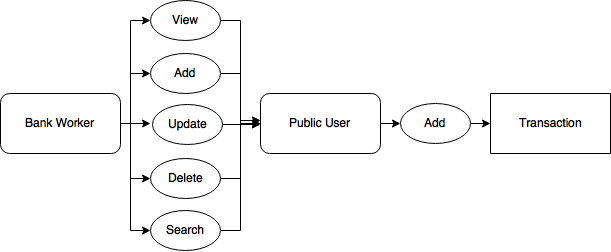 View
Add
Bank Worker
Update
Public User
Add
Transaction
Delete
Search